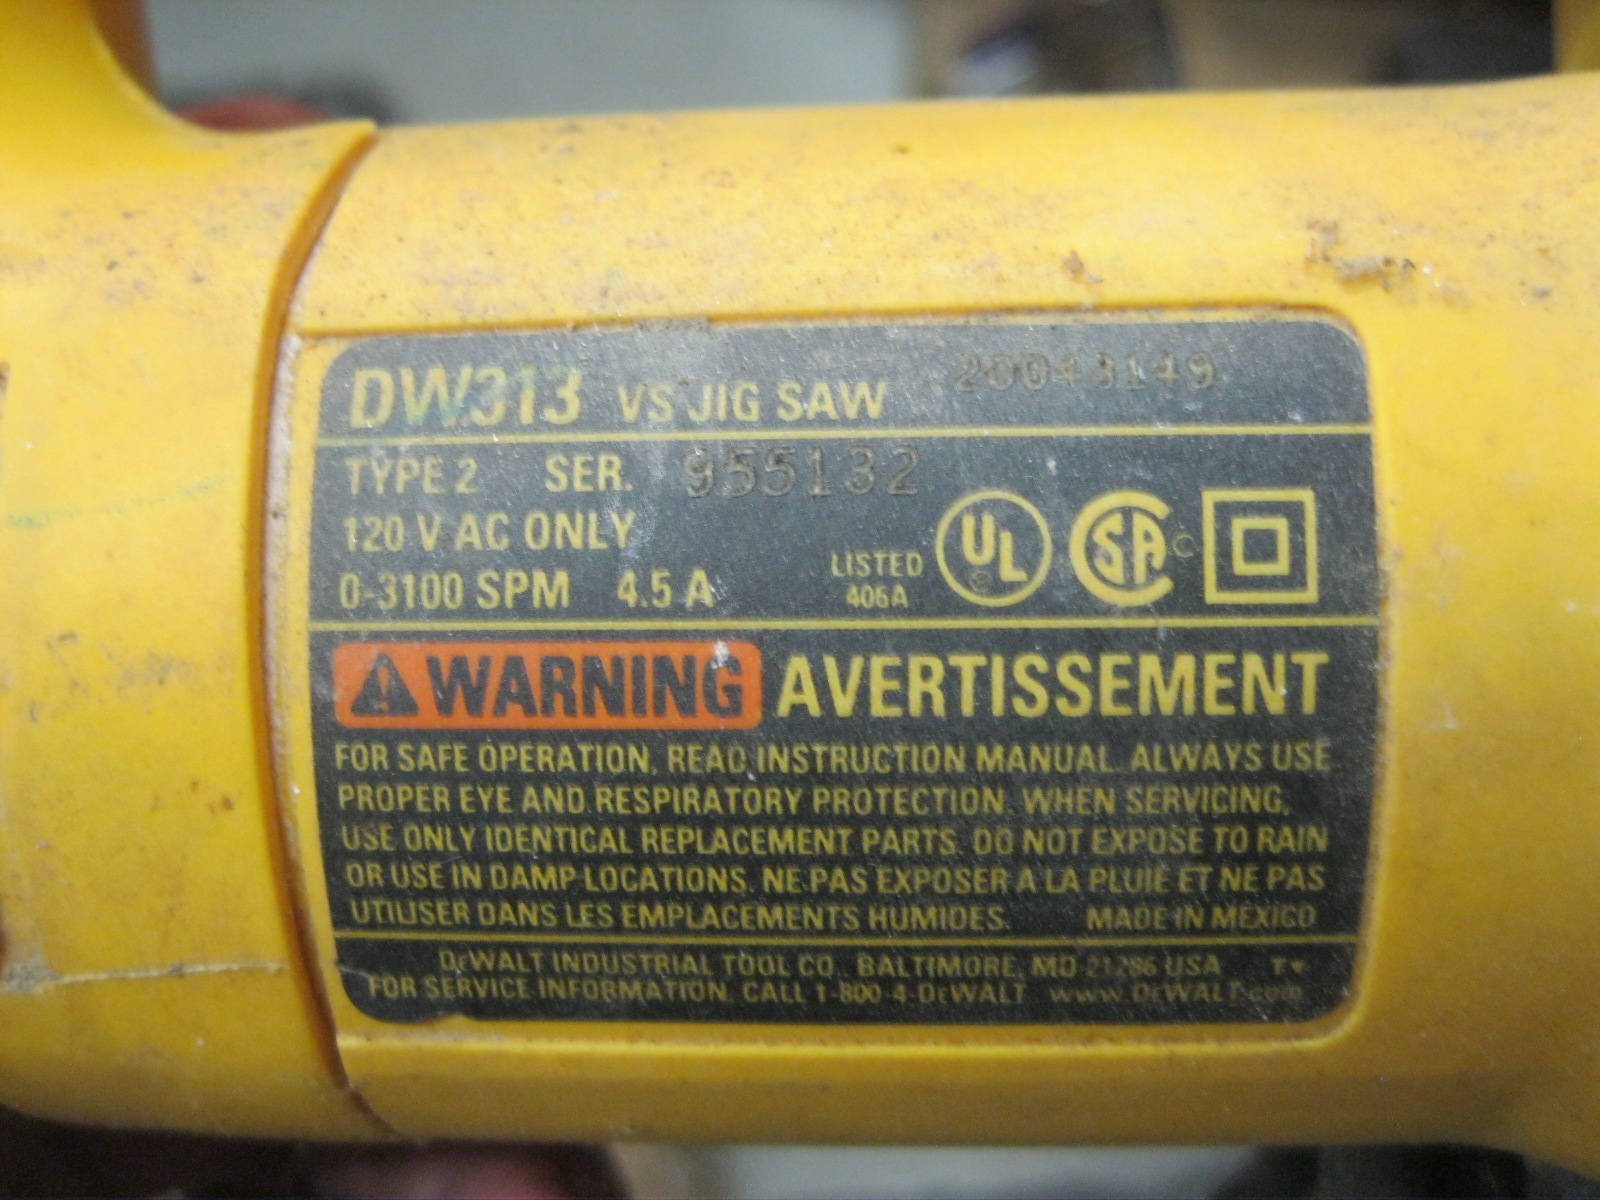 DW313 VS JIG SAW 20043149
TYPE 2 SER. 955132
120 V AC ONLY
0-3100 SPM 4.5 A
LISTED
406A
UL
SA
WARNING AVERTISSEMENT
FOR SAFE OPERATION, READ INSTRUCTION MANUAL. ALWAYS USE
PROPER EYE AND RESPIRATORY PROTECTION. WHEN SERVICING,
USE ONLY IDENTICAL REPLACEMENT PARTS. DO NOT EXPOSE TO RAIN
OR USE IN DAMP LOCATIONS. NE PAS EXPOSER A LA PLUIE ET NE PAS
UTILISER DANS LES EMPLACEMENTS HUMIDES. MADE IN MEXICO
DEWALT INDUSTRIAL TOOL CO., BALTIMORE, MD 21286 USA
FOR SERVICE INFORMATION, CALL 1-800-4-DEWALT www.DEWALT.com